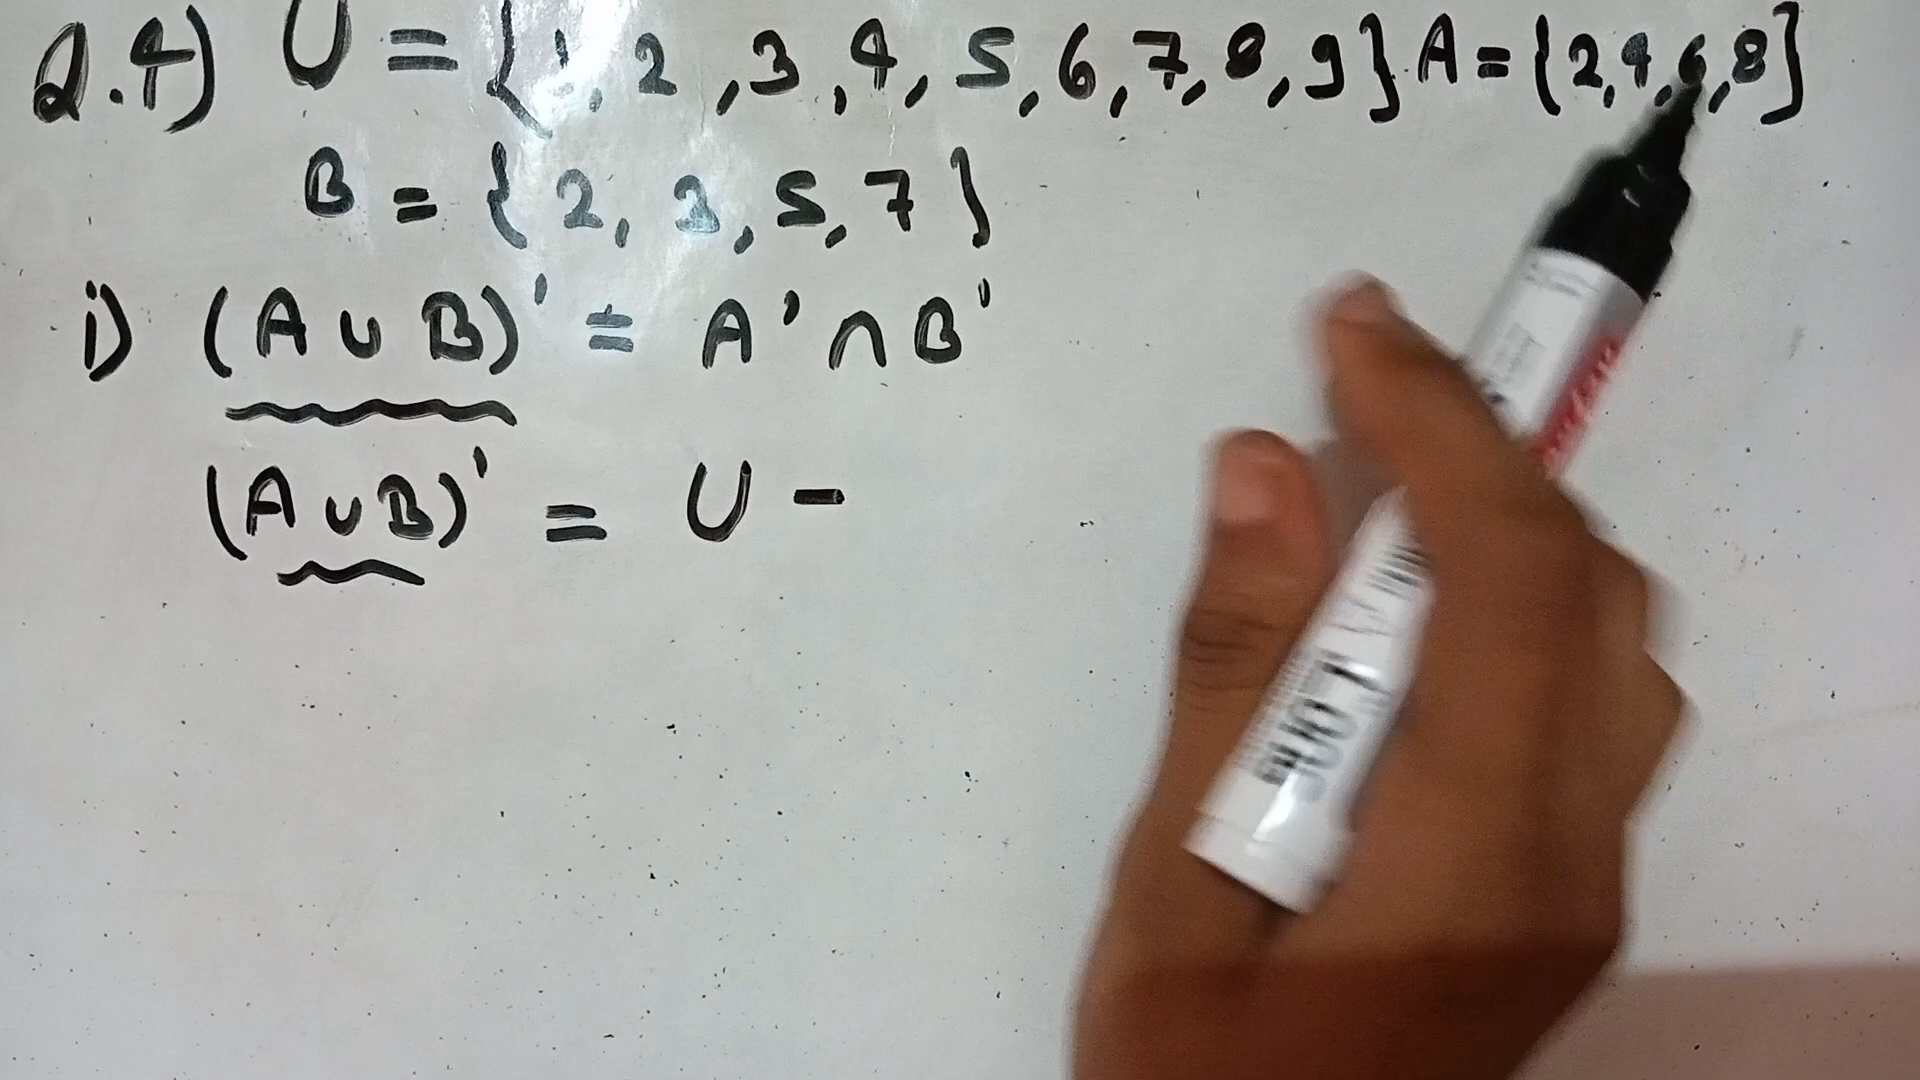 Q.4) U = {1, 2, 3, 4, 5, 6, 7, 8, 9} A = {2, 4, 6, 8}
B = {2, 3, 5, 7}
i) (A ∪ B)' = A' ∩ B'
(A ∪ B)' = U -